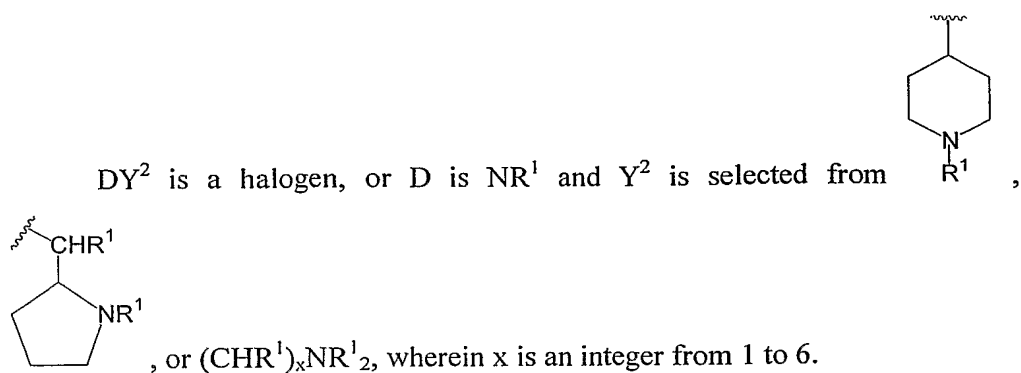 DY² is a halogen, or D is NR¹ and Y² is selected from N R¹ ,
CHR¹
NR¹
, or (CHR¹)ₓNR¹₂, wherein x is an integer from 1 to 6.